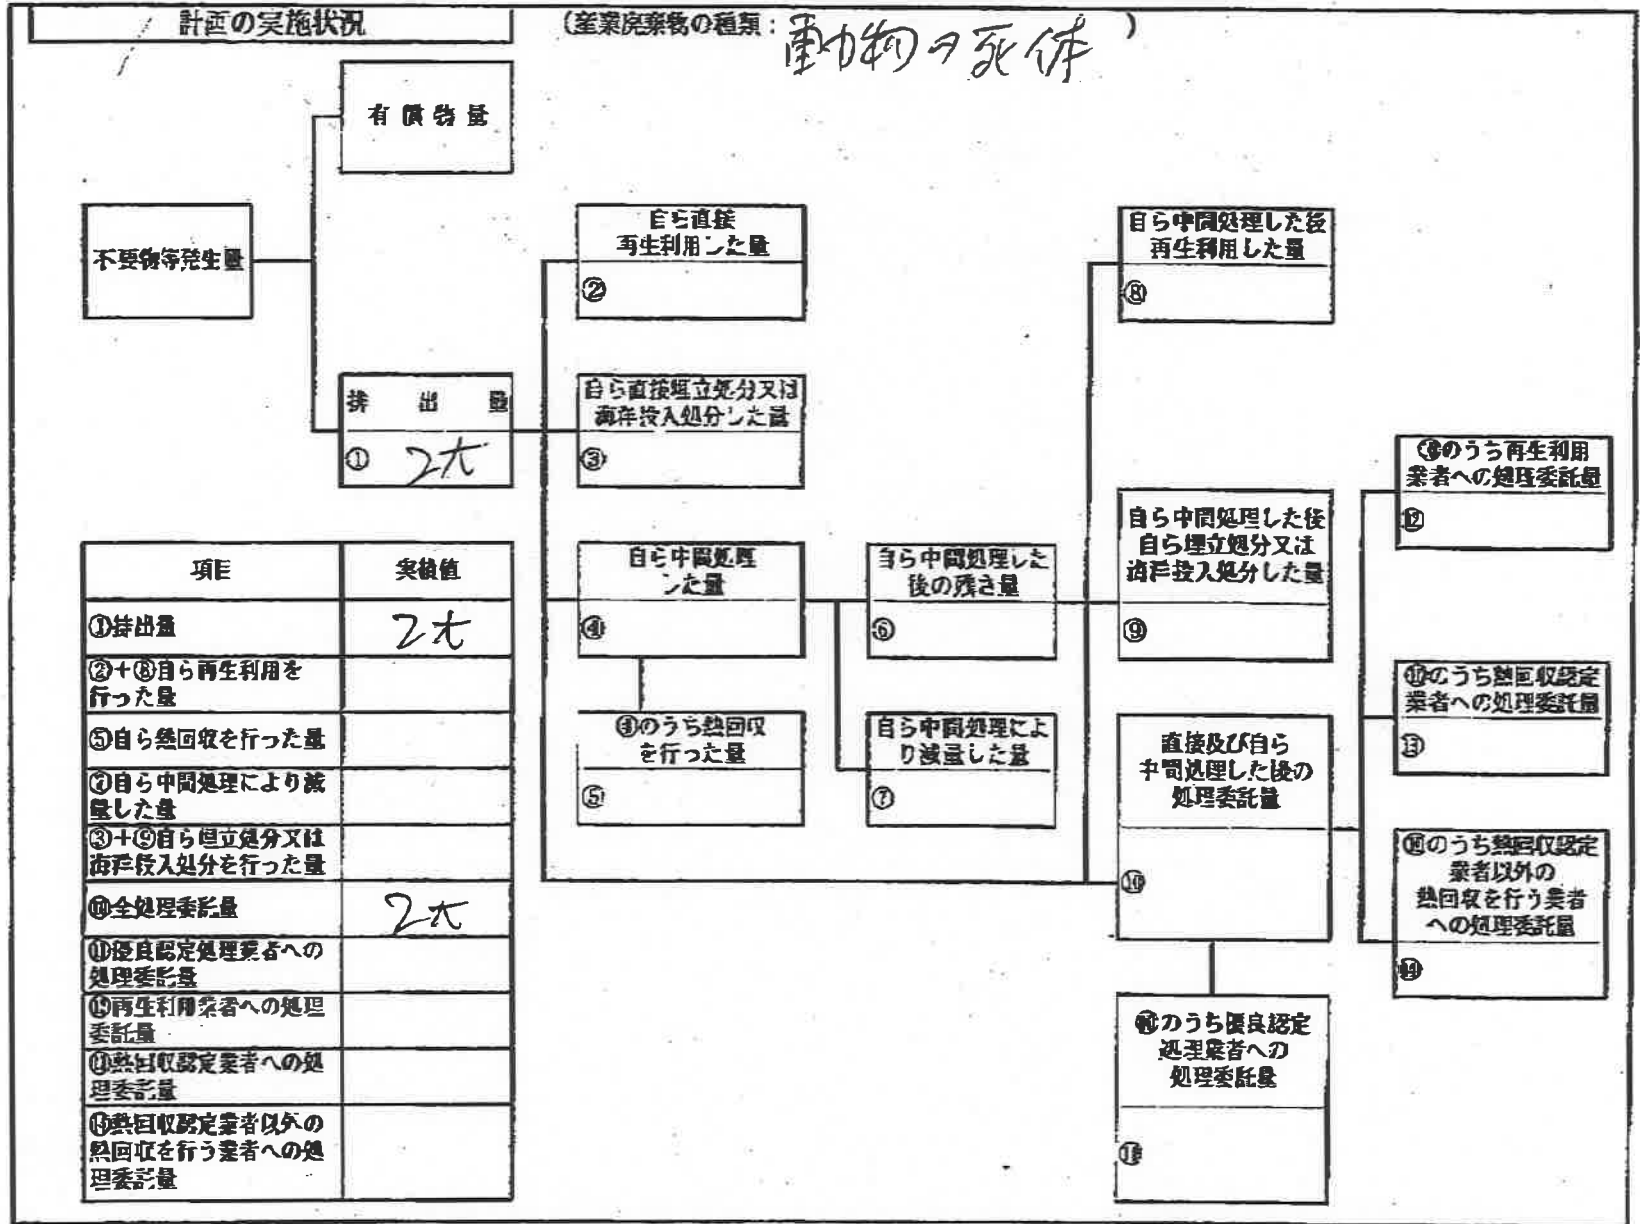 計画の実施状況
（産業廃棄物の種類：動物の死体）
有償物量
不要物等発生量
自ら直接
再生利用した量
②
自ら中間処理した後
再生利用した量
⑧
排出量
① 2t
自ら直接埋立処分又は
海洋投入処分した量
③
⑩のうち再生利用
業者への処理委託量
⑫
自ら中間処理した後
自ら埋立処分又は
海洋投入処分した量
⑨
自ら中間処理
した量
④
自ら中間処理した
後の残さ量
⑥
④のうち熱回収
を行った量
⑤
自ら中間処理によ
り減量した量
⑦
直接及び自ら
中間処理した後の
処理委託量
⑩
⑩のうち熱回収認定
業者への処理委託量
⑬
⑩のうち熱回収認定
業者以外の
熱回収を行う業者
への処理委託量
⑭
⑩のうち優良認定
処理業者への
処理委託量
⑪
項目 実績値
①排出量 2t
②+⑧自ら再生利用を
行った量
⑤自ら熱回収を行った量
⑦自ら中間処理により減
量した量
③+⑨自ら埋立処分又は
海洋投入処分を行った量
⑩全処理委託量 2t
⑪優良認定処理業者への
処理委託量
⑫再生利用業者への処理
委託量
⑬熱回収認定業者への処
理委託量
⑭熱回収認定業者以外の
熱回収を行う業者への処
理委託量